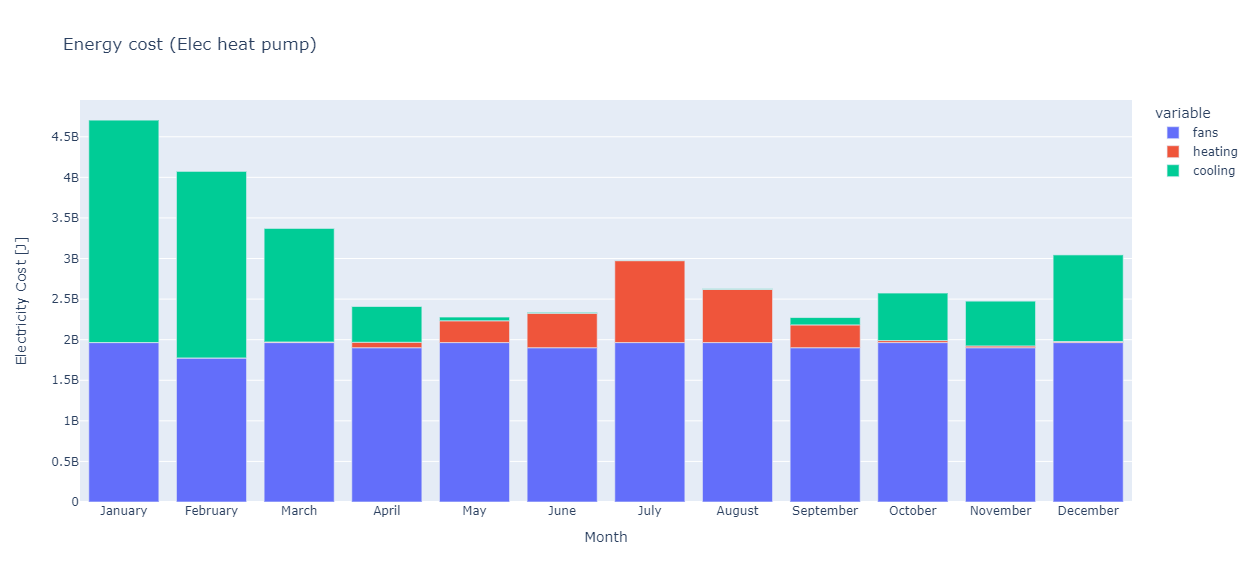 Energy cost (Elec heat pump)
variable
fans
heating
cooling
Electricity Cost [J]
4.5B
4B
3.5B
3B
2.5B
2B
1.5B
1B
0.5B
0
January February March April May June July August September October November December
Month